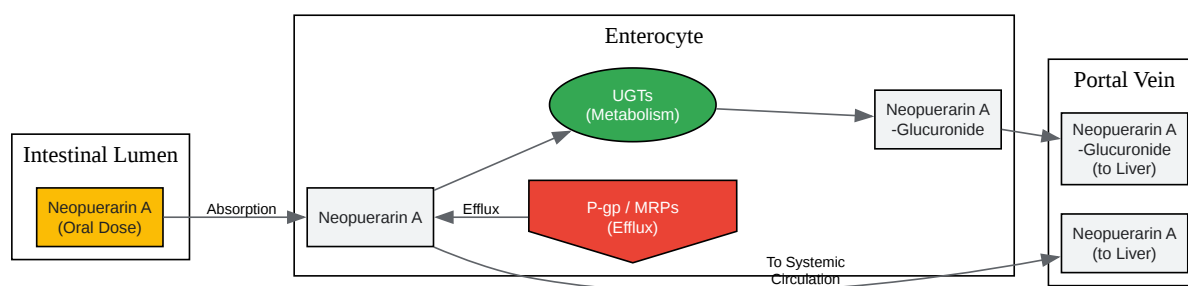 Enterocyte
Portal Vein
Intestinal Lumen
UGTs
(Metabolism)
Neopuerarin A
-Glucuronide
Neopuerarin A
-Glucuronide
(to Liver)
Neopuerarin A
(Oral Dose)
Absorption
Neopuerarin A
Efflux
P-gp / MRPs
(Efflux)
To Systemic
Circulation
Neopuerarin A
(to Liver)